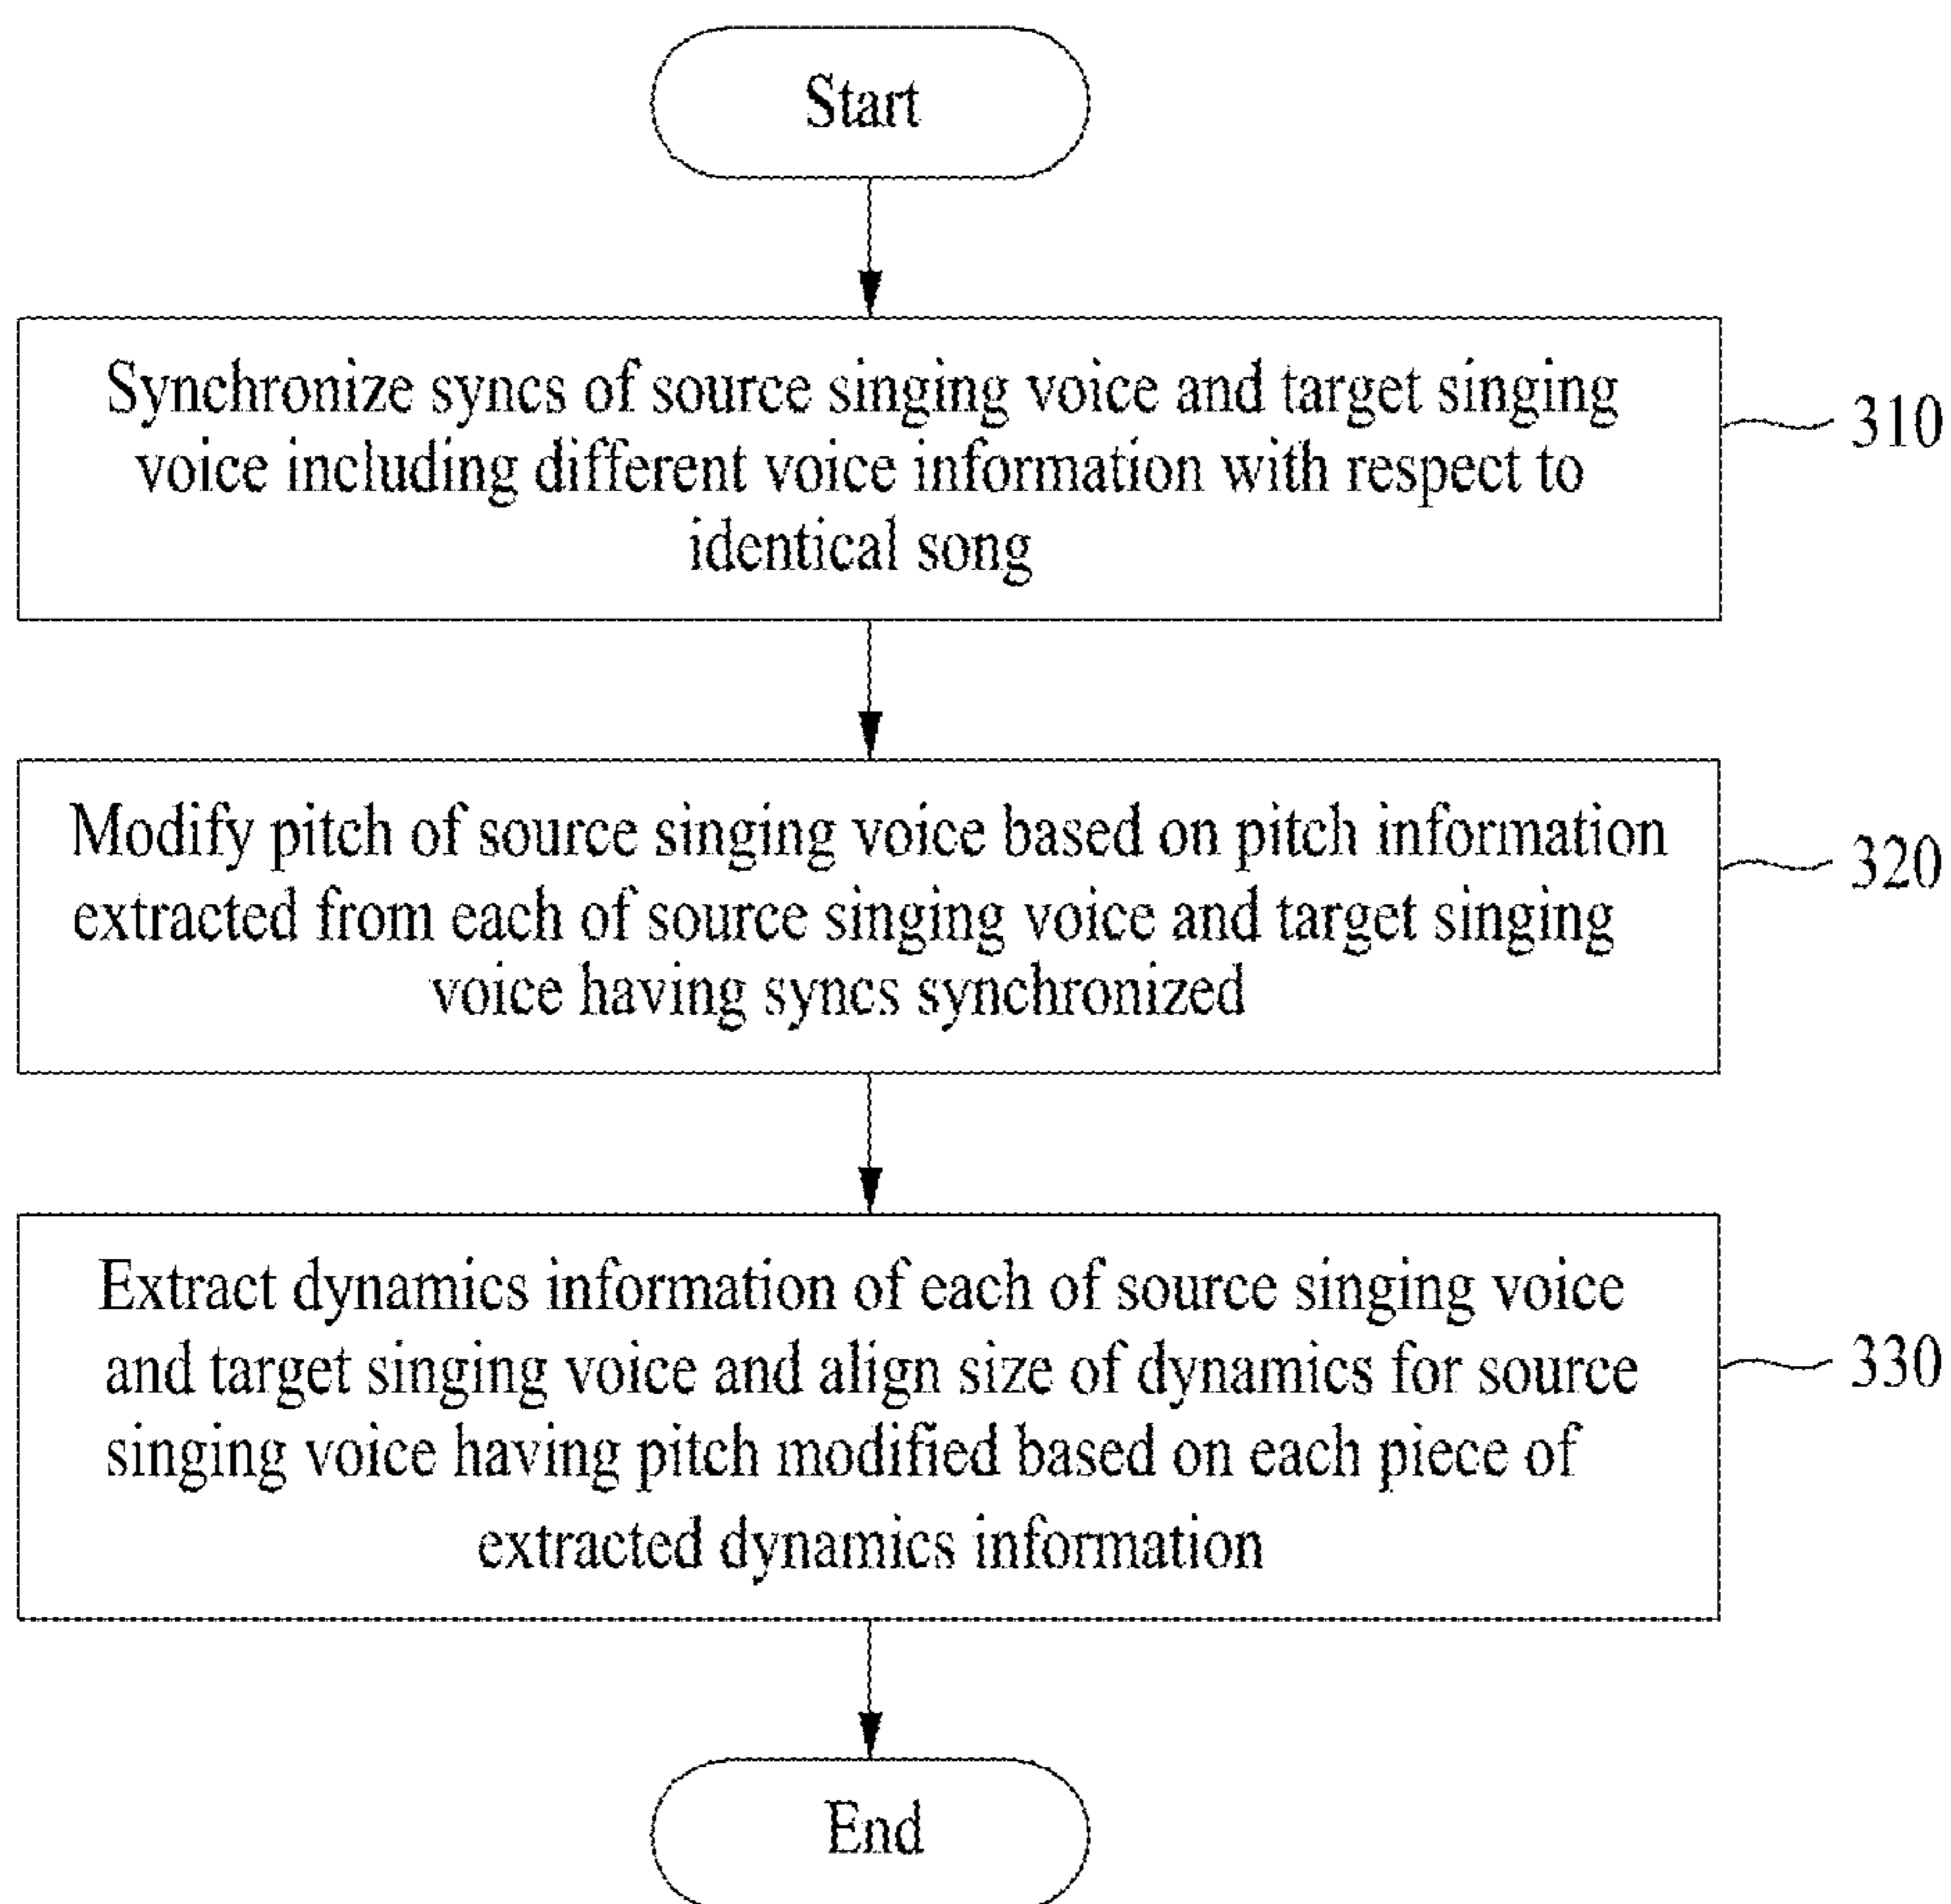 Start
Synchronize syncs of source singing voice and target singing
voice including different voice information with respect to
identical song
310
Modify pitch of source singing voice based on pitch information
extracted from each of source singing voice and target singing
voice having syncs synchronized
320
Extract dynamics information of each of source singing voice
and target singing voice and align size of dynamics for source
singing voice having pitch modified based on each piece of
extracted dynamics information
330
End